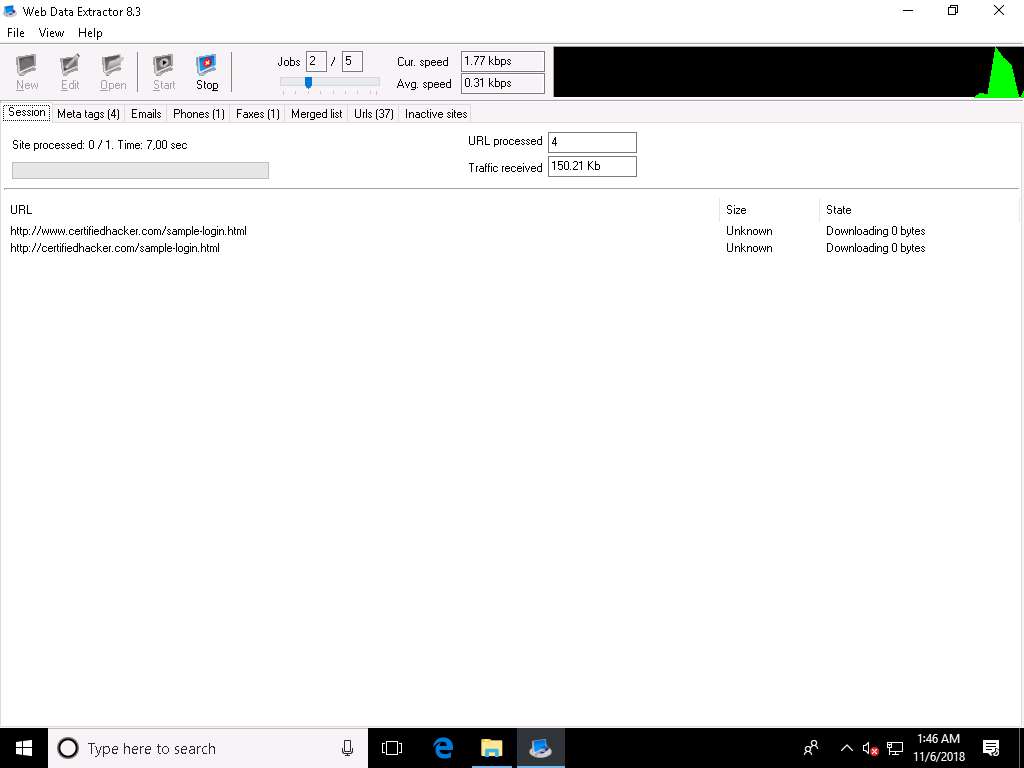 Web Data Extractor 8.3
File View Help
New Edit Open Start Stop
Jobs 2 / 5
Cur. speed 1.77 kbps
Avg. speed 0.31 kbps
Session Meta tags (4) Emails Phones (1) Faxes (1) Merged list Urls (37) Inactive sites
Site processed: 0 / 1. Time: 7,00 sec
URL processed 4
Traffic received 150.21 Kb
URL Size State
http://www.certifiedhacker.com/sample-login.html Unknown Downloading 0 bytes
http://certifiedhacker.com/sample-login.html Unknown Downloading 0 bytes
Type here to search
1:46 AM
11/6/2018